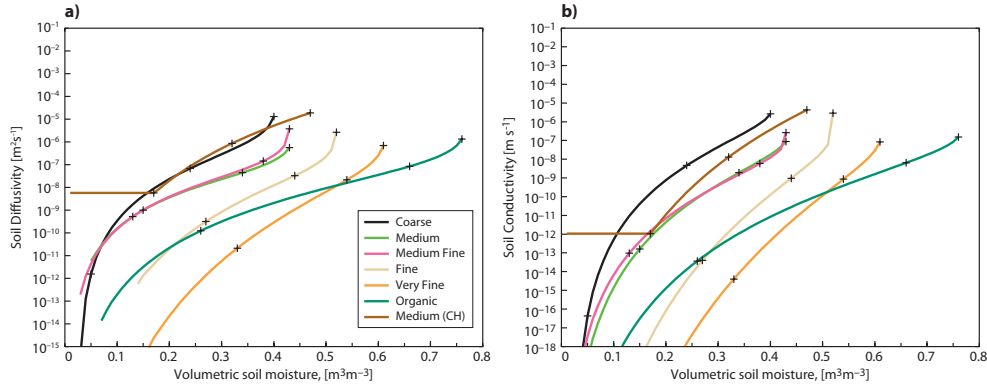 a)
Soil Diffusivity [m²s⁻¹]
10⁻¹
10⁻²
10⁻³
10⁻⁴
10⁻⁵
10⁻⁶
10⁻⁷
10⁻⁸
10⁻⁹
10⁻¹⁰
10⁻¹¹
10⁻¹²
10⁻¹³
10⁻¹⁴
10⁻¹⁵
Coarse
Medium
Medium Fine
Fine
Very Fine
Organic
Medium (CH)
0 0.1 0.2 0.3 0.4 0.5 0.6 0.7 0.8
Volumetric soil moisture, [m³m⁻³]
b)
Soil Conductivity [m s⁻¹]
10⁻¹
10⁻²
10⁻³
10⁻⁴
10⁻⁵
10⁻⁶
10⁻⁷
10⁻⁸
10⁻⁹
10⁻¹⁰
10⁻¹¹
10⁻¹²
10⁻¹³
10⁻¹⁴
10⁻¹⁵
10⁻¹⁶
10⁻¹⁷
10⁻¹⁸
0 0.1 0.2 0.3 0.4 0.5 0.6 0.7 0.8
Volumetric soil moisture, [m³m⁻³]